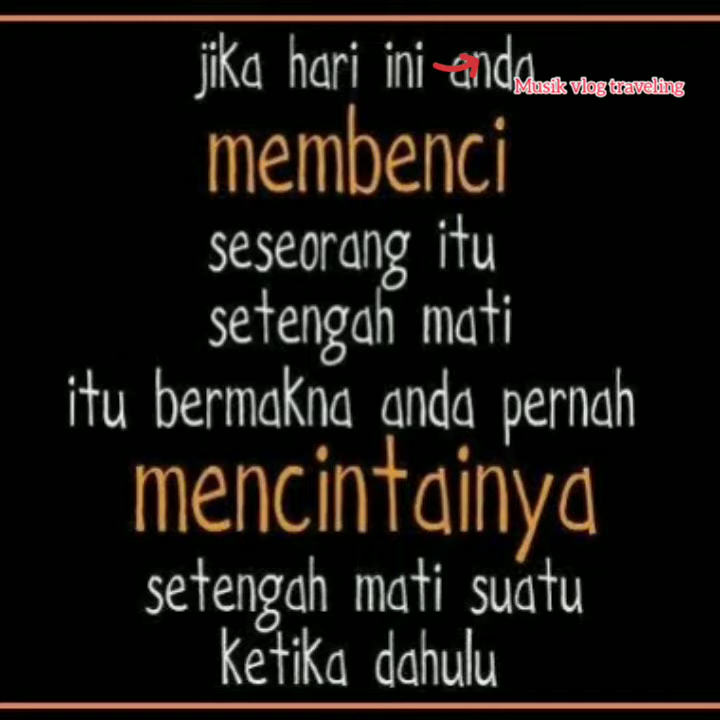 jika hari ini anda
Musik vlog traveling
membenci
seseorang itu
setengah mati
itu bermakna anda pernah
mencintainya
setengah mati suatu
ketika dahulu